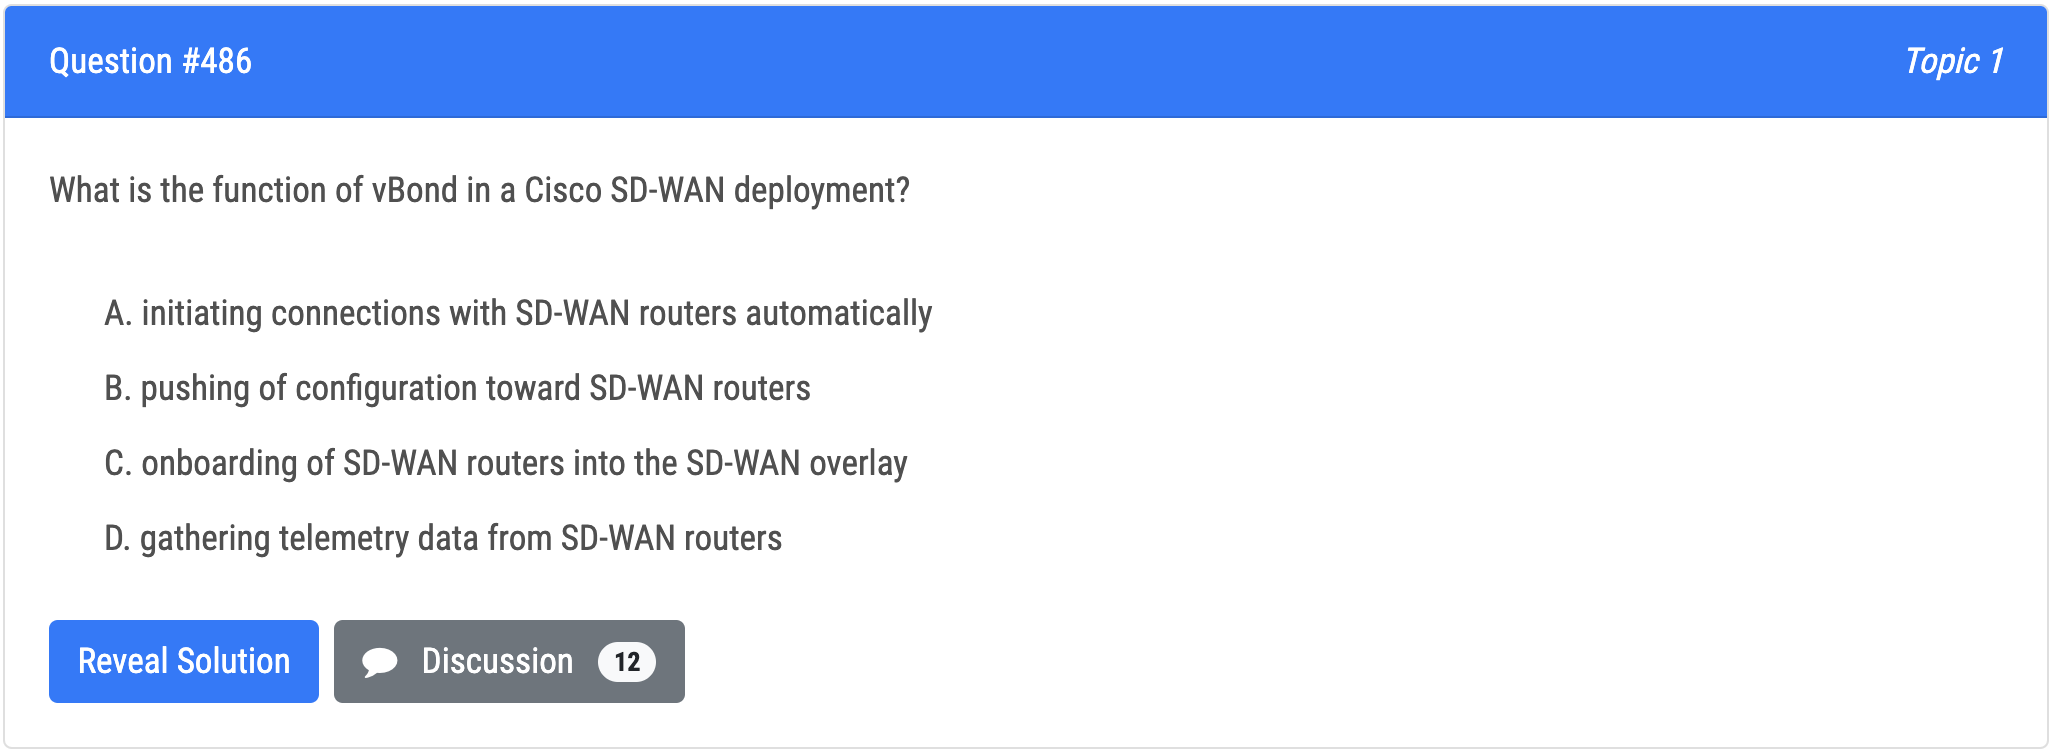 Question #486
Topic 1
What is the function of vBond in a Cisco SD-WAN deployment?
A. initiating connections with SD-WAN routers automatically
B. pushing of configuration toward SD-WAN routers
C. onboarding of SD-WAN routers into the SD-WAN overlay
D. gathering telemetry data from SD-WAN routers
Reveal Solution
Discussion 12